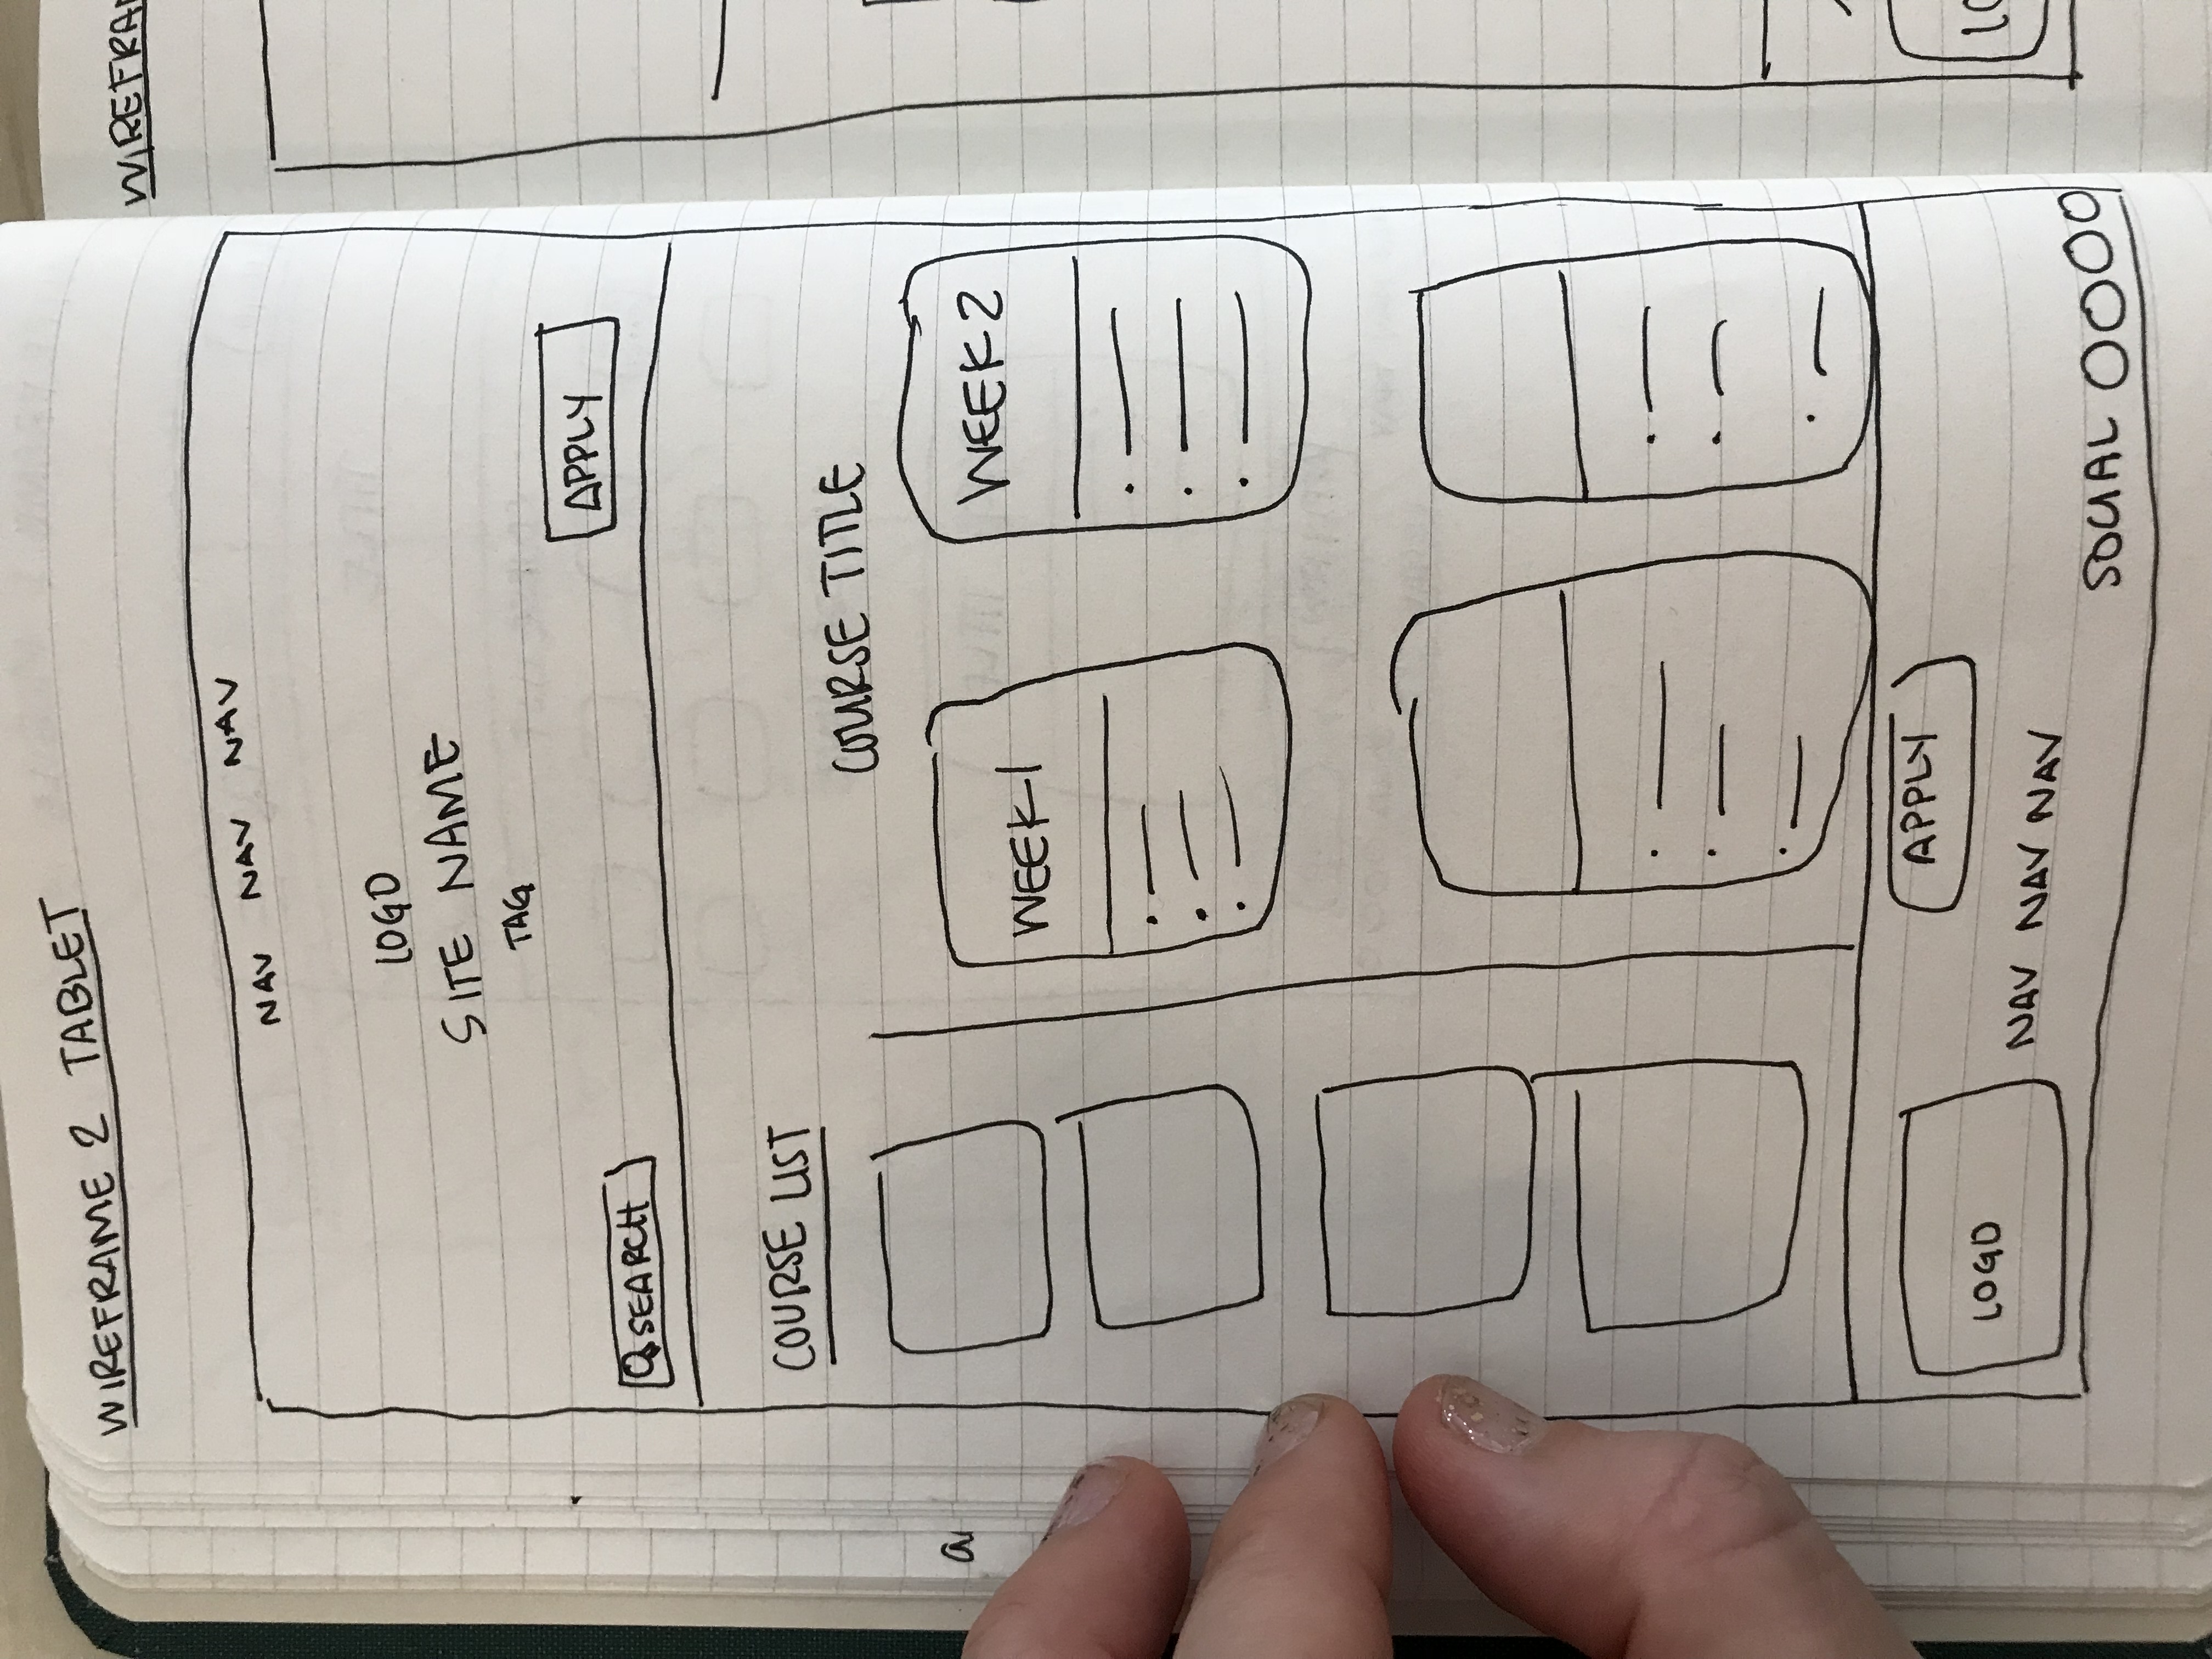 WIREFRAME 2 TABLET
WIREFRA
NAV NAV NAV
LOGO
SITE NAME
TAG
APPLY
SEARCH
COURSE LIST
COURSE TITLE
WEEK 1
WEEK 2
a
APPLY
LOGO
NAV NAV NAV
SOCIAL
LO